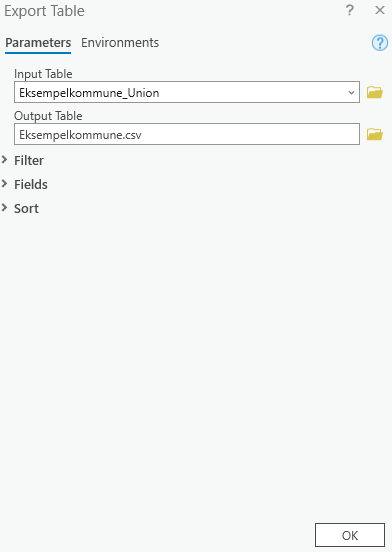 Export Table ? ×
Parameters Environments ?
Input Table
Eksempelkommune_Union
Output Table
Eksempelkommune.csv
Filter
Fields
Sort
OK